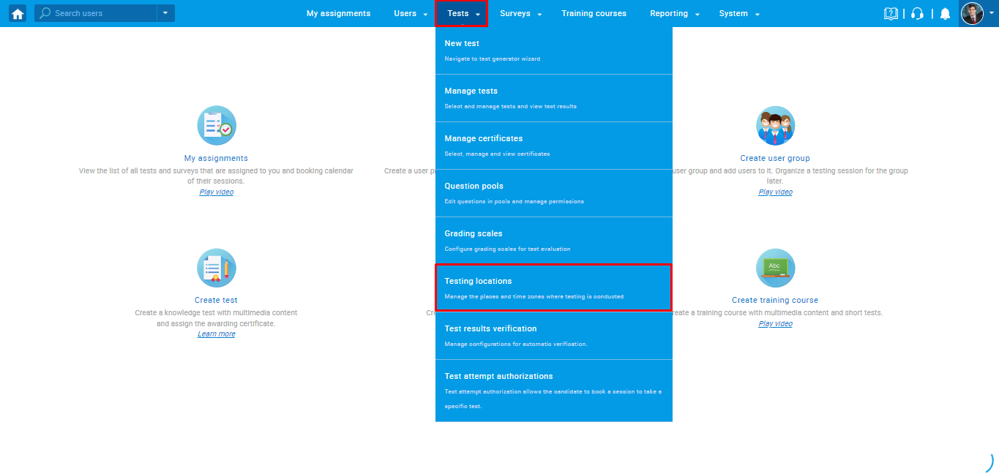 Search users
My assignments
Users
Tests
Surveys
Training courses
Reporting
System
New test
Navigate to test generator wizard
Manage tests
Select and manage tests and view test results
Manage certificates
Select, manage and view certificates
Question pools
Edit questions in pools and manage permissions
Grading scales
Configure grading scales for test evaluation
Testing locations
Manage the places and time zones where testing is conducted
Test results verification
Manage configurations for automatic verification.
Test attempt authorizations
Test attempt authorization allows the candidate to book a session to take a
specific test.
My assignments
View the list of all tests and surveys that are assigned to you and booking calendar
of their sessions.
Play video
Create a user
Create user group
user group and add users to it. Organize a testing session for the group
later.
Play video
Create test
Create a knowledge test with multimedia content
and assign the awarding certificate.
Learn more
Abc
Create training course
a training course with multimedia content and short tests.
Play video